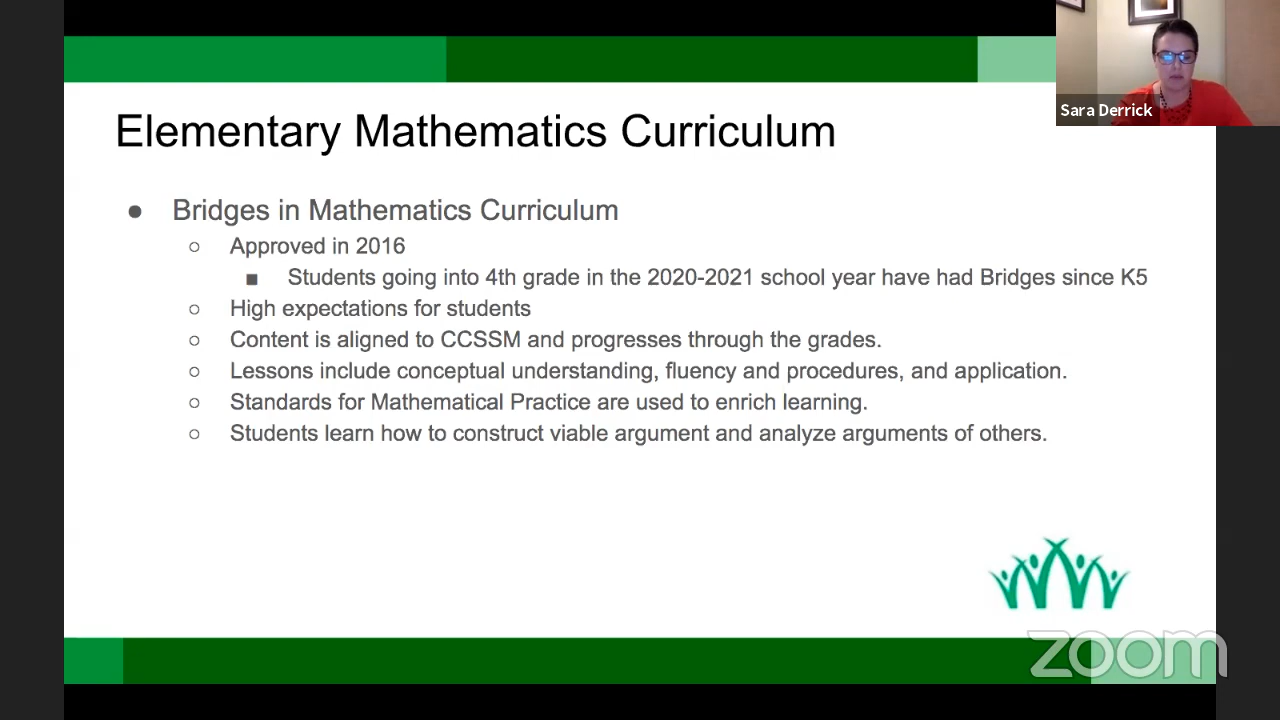 Sara Derrick
Elementary Mathematics Curriculum
● Bridges in Mathematics Curriculum
○ Approved in 2016
■ Students going into 4th grade in the 2020-2021 school year have had Bridges since K5
○ High expectations for students
○ Content is aligned to CCSSM and progresses through the grades.
○ Lessons include conceptual understanding, fluency and procedures, and application.
○ Standards for Mathematical Practice are used to enrich learning.
○ Students learn how to construct viable argument and analyze arguments of others.
zoom